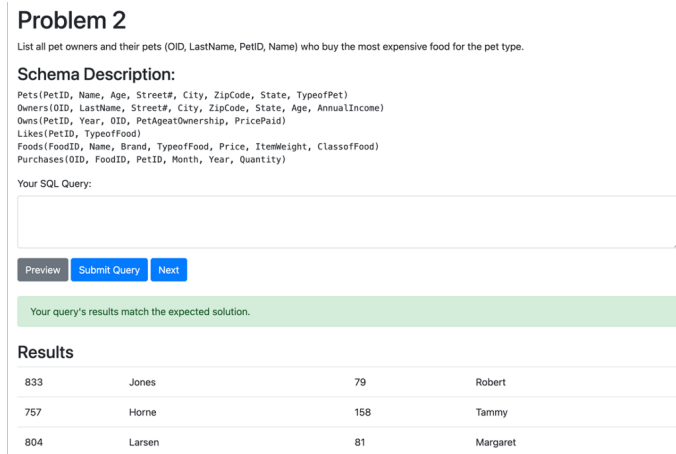 Problem 2
List all pet owners and their pets (OID, LastName, PetID, Name) who buy the most expensive food for the pet type.
Schema Description:
Pets(PetID, Name, Age, Street#, City, ZipCode, State, TypeofPet)
Owners(OID, LastName, Street#, City, ZipCode, State, Age, AnnualIncome)
Owns(PetID, Year, OID, PetAgeatOwnership, PricePaid)
Likes(PetID, TypeofFood)
Foods(FoodID, Name, Brand, TypeofFood, Price, ItemWeight, ClassofFood)
Purchases(OID, FoodID, PetID, Month, Year, Quantity)
Your SQL Query:
Preview Submit Query Next
Your query's results match the expected solution.
Results
833 Jones 79 Robert
757 Horne 158 Tammy
804 Larsen 81 Margaret